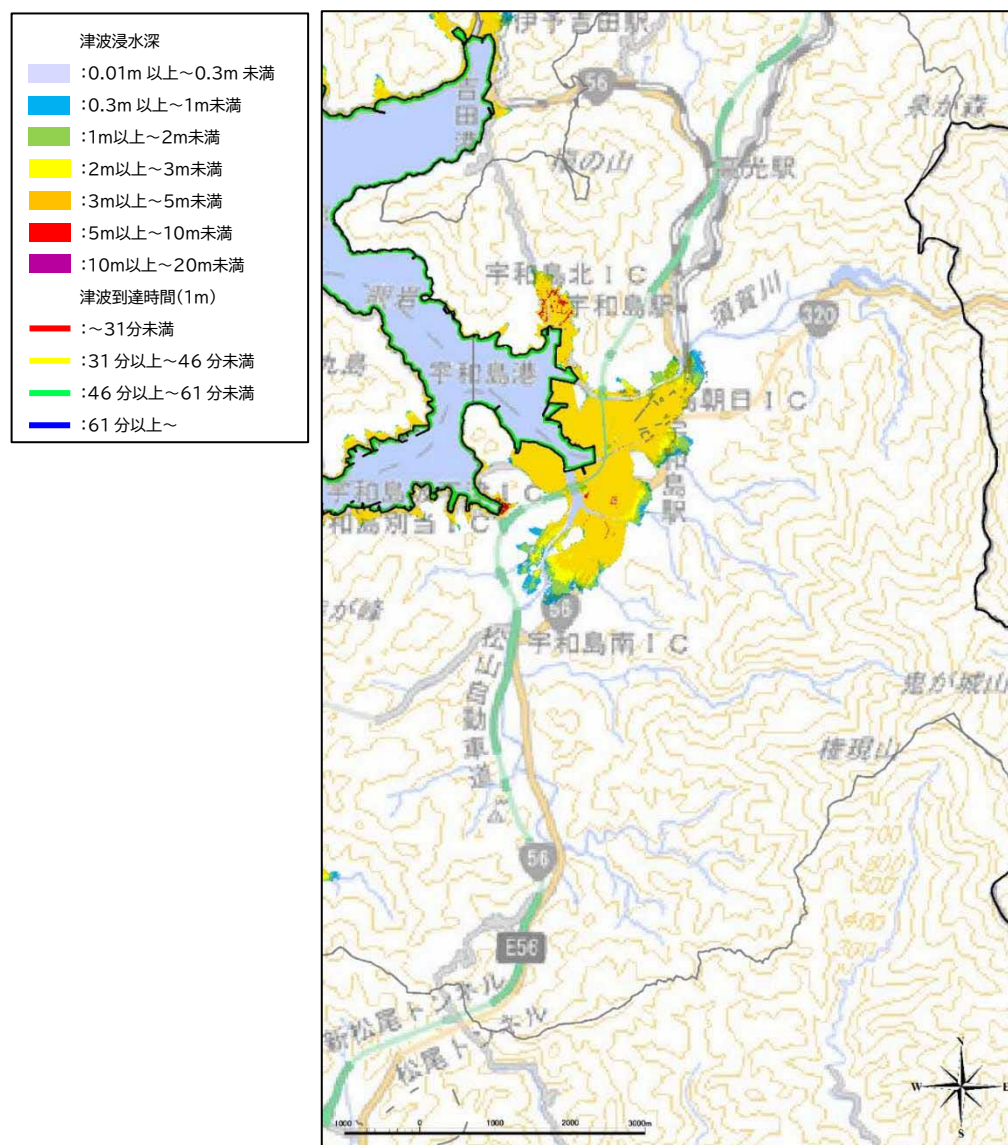 津波浸水深
:0.01m 以上~0.3m 未満
:0.3m 以上~1m未満
:1m以上~2m未満
:2m以上~3m未満
:3m以上~5m未満
:5m以上~10m未満
:10m以上~20m未満
津波到達時間(1m)
:~31分未満
:31 分以上~46 分未満
:46 分以上~61 分未満
:61 分以上~
伊予吉田駅
56
吉田港
泉が森
高光駅
宇和島北IC
宇和島駅
須賀川
320
九島
宇和島港
朝日IC
宇和島駅
和島別当IC
56
宇和島南IC
松山自動車道
鬼が城山
権現山
56
700
E56
新松尾トンネル
松尾トンネル
N
W
E
S
1000
0
1000
2000
3000m